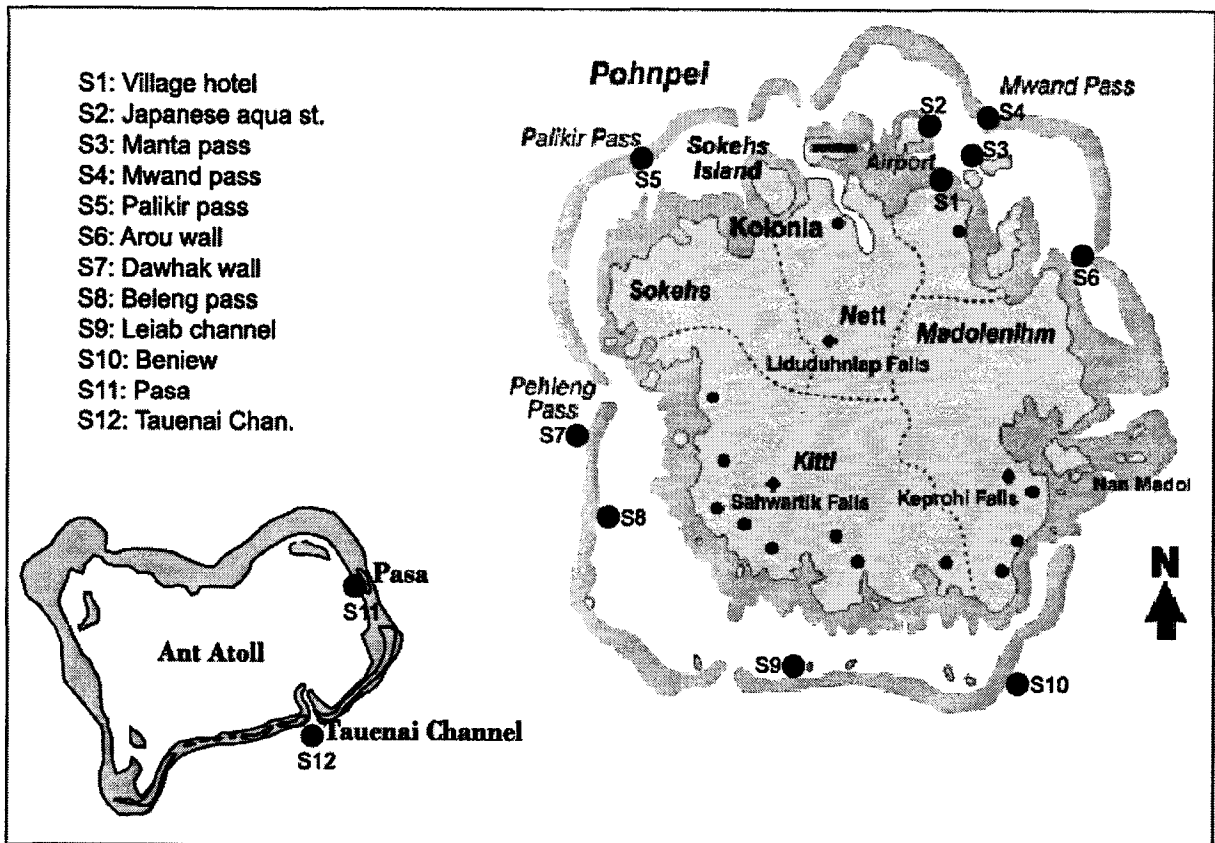 S1: Village hotel
S2: Japanese aqua st.
S3: Manta pass
S4: Mwand pass
S5: Palikir pass
S6: Arou wall
S7: Dawhak wall
S8: Beleng pass
S9: Leiab channel
S10: Beniew
S11: Pasa
S12: Tauenai Chan.
Pohnpei
Mwand Pass
S4
S2
Palikir Pass
Sokehs
Island
S3
Airport
S5
S1
Kolonia
S6
Sokehs
Nett
Madolenihm
Liduduhniap Falls
Pehleng
Pass
S7
Kitti
Sahwartik Falls
Keprohi Falls
Nan Madol
S8
N
Pasa
S11
Ant Atoll
S9
S10
Tauenai Channel
S12